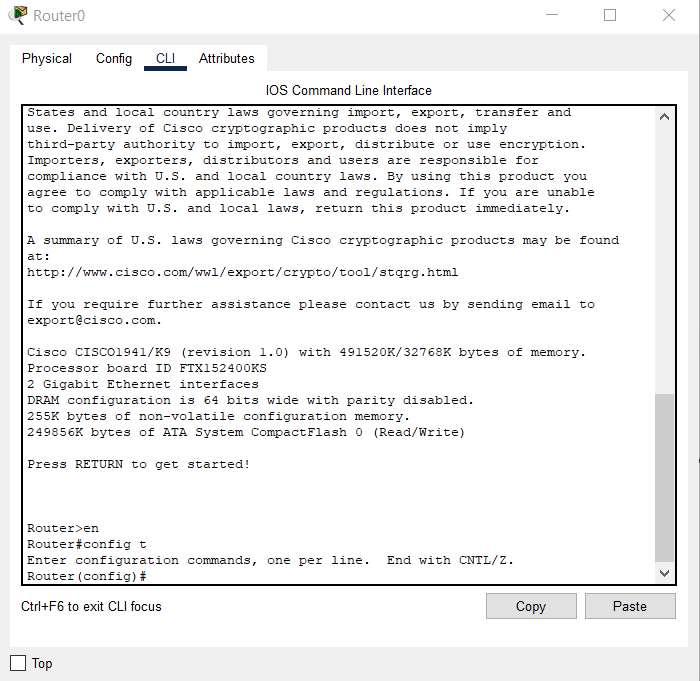 Router0
Physical Config CLI Attributes
IOS Command Line Interface
States and local country laws governing import, export, transfer and
use. Delivery of Cisco cryptographic products does not imply
third-party authority to import, export, distribute or use encryption.
Importers, exporters, distributors and users are responsible for
compliance with U.S. and local country laws. By using this product you
agree to comply with applicable laws and regulations. If you are unable
to comply with U.S. and local laws, return this product immediately.
A summary of U.S. laws governing Cisco cryptographic products may be found
at:
http://www.cisco.com/wwl/export/crypto/tool/stqrg.html
If you require further assistance please contact us by sending email to
export@cisco.com.
Cisco CISCO1941/K9 (revision 1.0) with 491520K/32768K bytes of memory.
Processor board ID FTX152400KS
2 Gigabit Ethernet interfaces
DRAM configuration is 64 bits wide with parity disabled.
255K bytes of non-volatile configuration memory.
249856K bytes of ATA System CompactFlash 0 (Read/Write)
Press RETURN to get started!
Router>en
Router#config t
Enter configuration commands, one per line.  End with CNTL/Z.
Router(config)#
Ctrl+F6 to exit CLI focus
Copy Paste
Top